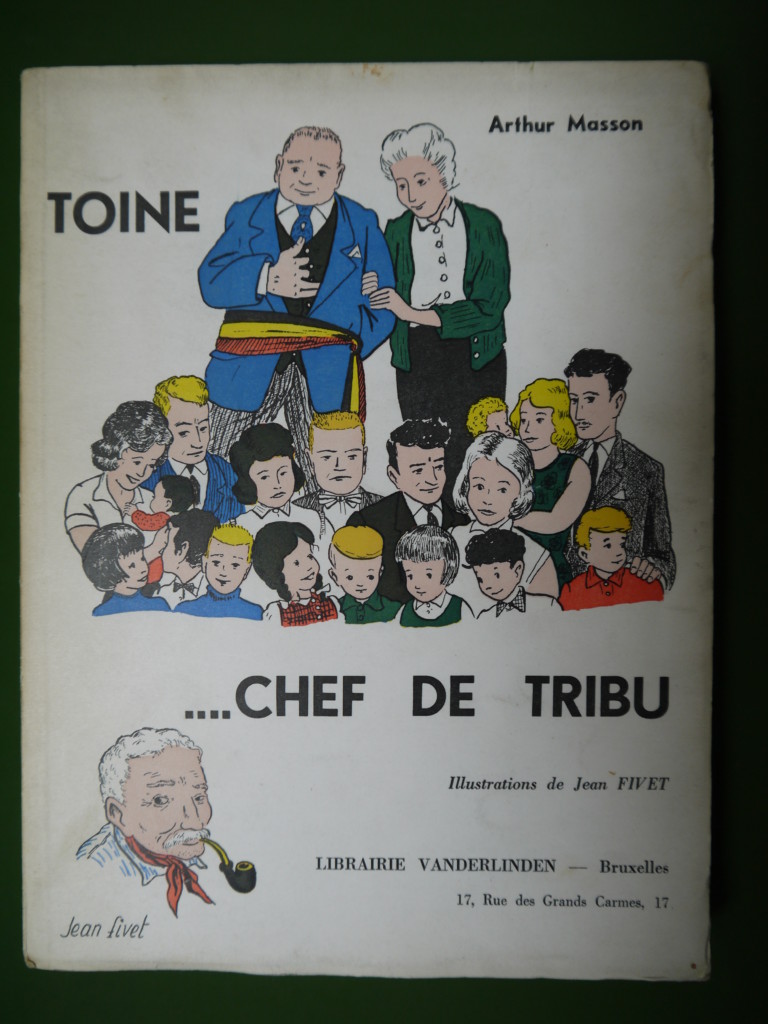 Arthur Masson
TOINE
....CHEF DE TRIBU
Illustrations de Jean FIVET
LIBRAIRIE VANDERLINDEN — Bruxelles
17, Rue des Grands Carmes, 17
Jean fivet